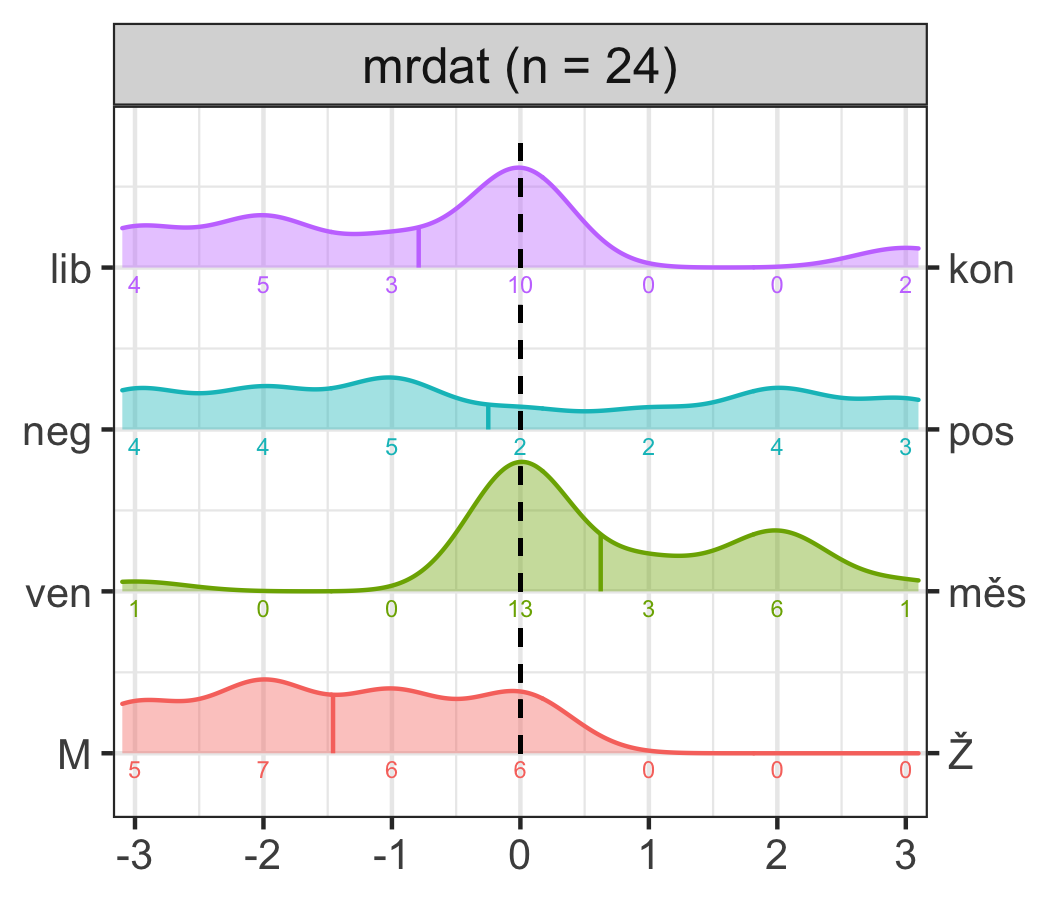 mrdat (n = 24)
lib kon
4 5 3 10 0 0 2
neg pos
4 4 5 2 2 4 3
ven měs
1 0 0 13 3 6 1
M Ž
5 7 6 6 0 0 0
-3 -2 -1 0 1 2 3